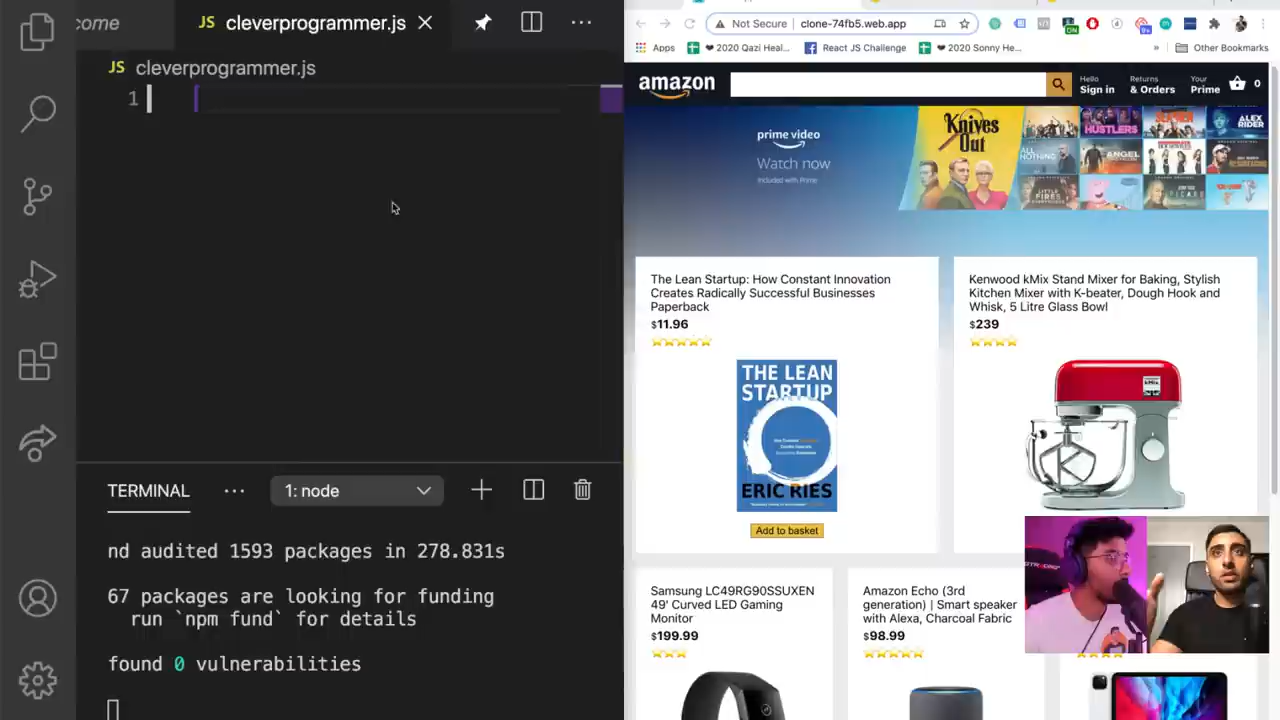 ome
JS cleverprogrammer.js
JS cleverprogrammer.js
1
TERMINAL
1: node
nd audited 1593 packages in 278.831s
67 packages are looking for funding
run `npm fund` for details
found 0 vulnerabilities
Not Secure
clone-74fb5.web.app
Apps
2020 Qazi Heal...
React JS Challenge
2020 Sonny He...
»
Other Bookmarks
amazon
Hello
Sign in
Returns
& Orders
Your
Prime
0
prime video
Watch now
Included with Prime
Knives
Out
HUSTLERS
ALEX
RIDER
ANGEL
The Lean Startup: How Constant Innovation
Creates Radically Successful Businesses
Paperback
$11.96
THE LEAN
STARTUP
ERIC RIES
Add to basket
Kenwood kMix Stand Mixer for Baking, Stylish
Kitchen Mixer with K-beater, Dough Hook and
Whisk, 5 Litre Glass Bowl
$239
kMix
K
Samsung LC49RG90SSUXEN
49' Curved LED Gaming
Monitor
$199.99
Amazon Echo (3rd
generation) | Smart speaker
with Alexa, Charcoal Fabric
$98.99